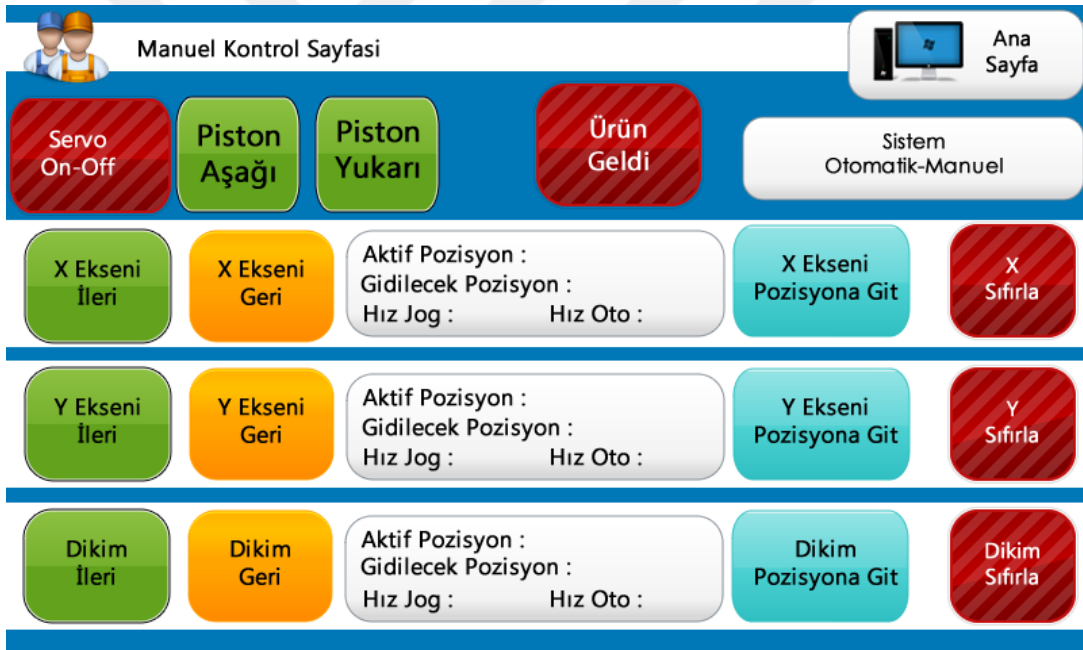 Manuel Kontrol Sayfasi
Ana
Sayfa
Servo
On-Off
Piston
Aşağı
Piston
Yukarı
Ürün
Geldi
Sistem
Otomatik-Manuel
X Ekseni
İleri
X Ekseni
Geri
Aktif Pozisyon :
Gidilecek Pozisyon :
Hız Jog : Hız Oto :
X Ekseni
Pozisyona Git
X
Sıfırla
Y Ekseni
İleri
Y Ekseni
Geri
Aktif Pozisyon :
Gidilecek Pozisyon :
Hız Jog : Hız Oto :
Y Ekseni
Pozisyona Git
Y
Sıfırla
Dikim
İleri
Dikim
Geri
Aktif Pozisyon :
Gidilecek Pozisyon :
Hız Jog : Hız Oto :
Dikim
Pozisyona Git
Dikim
Sıfırla